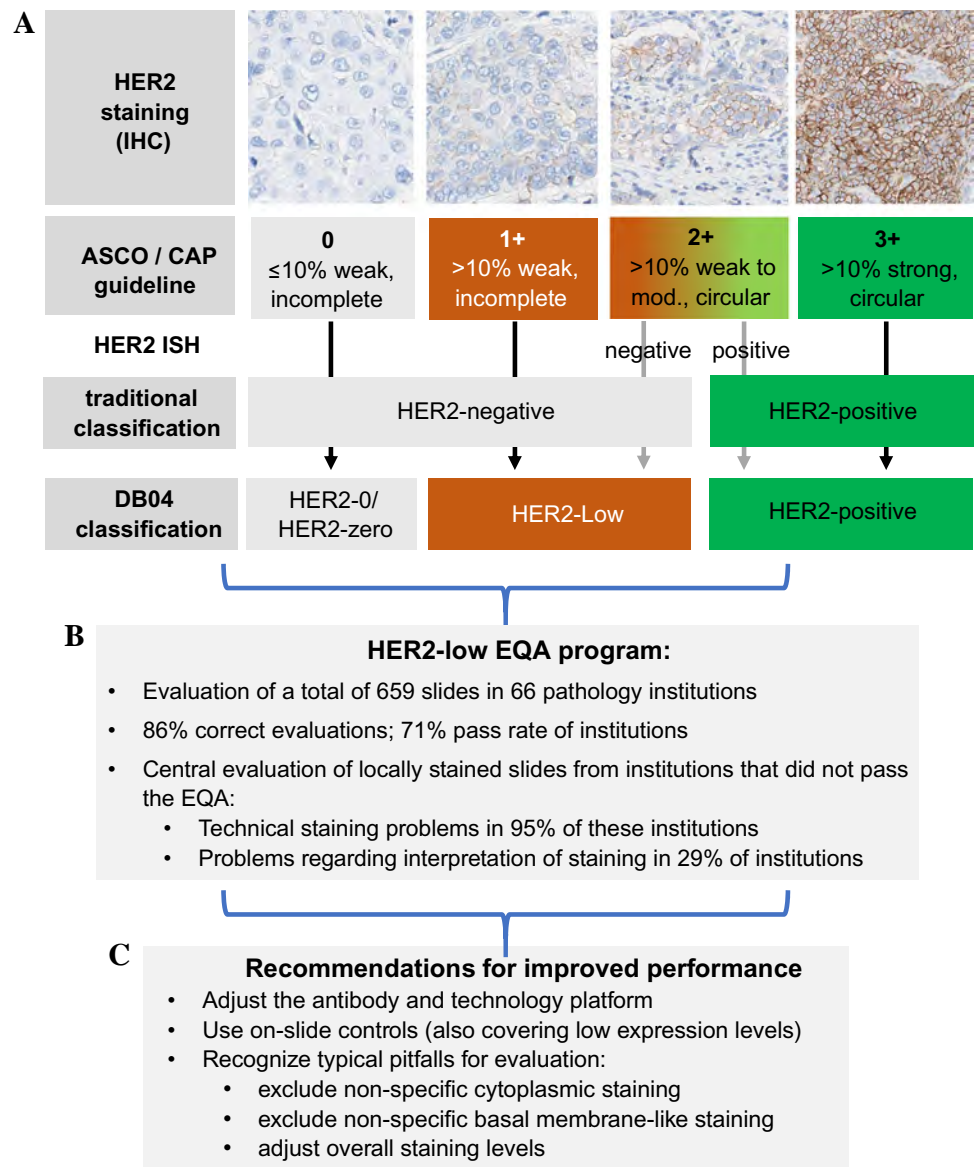 A
HER2
staining
(IHC)
ASCO / CAP
guideline
0
≤10% weak,
incomplete
1+
>10% weak,
incomplete
2+
>10% weak to
mod., circular
3+
>10% strong,
circular
HER2 ISH
negative
positive
traditional
classification
HER2-negative
HER2-positive
DB04
classification
HER2-0/
HER2-zero
HER2-Low
HER2-positive
B
HER2-low EQA program:
• Evaluation of a total of 659 slides in 66 pathology institutions
• 86% correct evaluations; 71% pass rate of institutions
• Central evaluation of locally stained slides from institutions that did not pass
the EQA:
• Technical staining problems in 95% of these institutions
• Problems regarding interpretation of staining in 29% of institutions
C
Recommendations for improved performance
• Adjust the antibody and technology platform
• Use on-slide controls (also covering low expression levels)
• Recognize typical pitfalls for evaluation:
• exclude non-specific cytoplasmic staining
• exclude non-specific basal membrane-like staining
• adjust overall staining levels